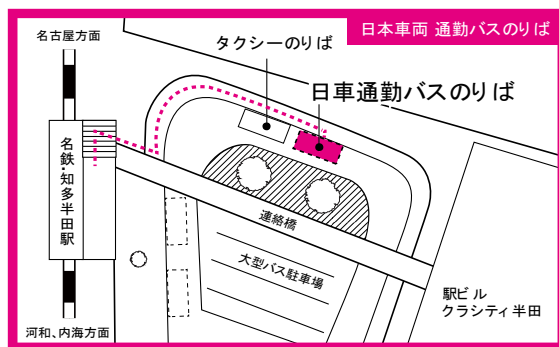 日本車両 通勤バスのりば
名古屋方面
タクシーのりば
日車通勤バスのりば
名鉄・知多半田駅
連絡橋
大型バス駐車場
駅ビル
クラシティ半田
河和、内海方面